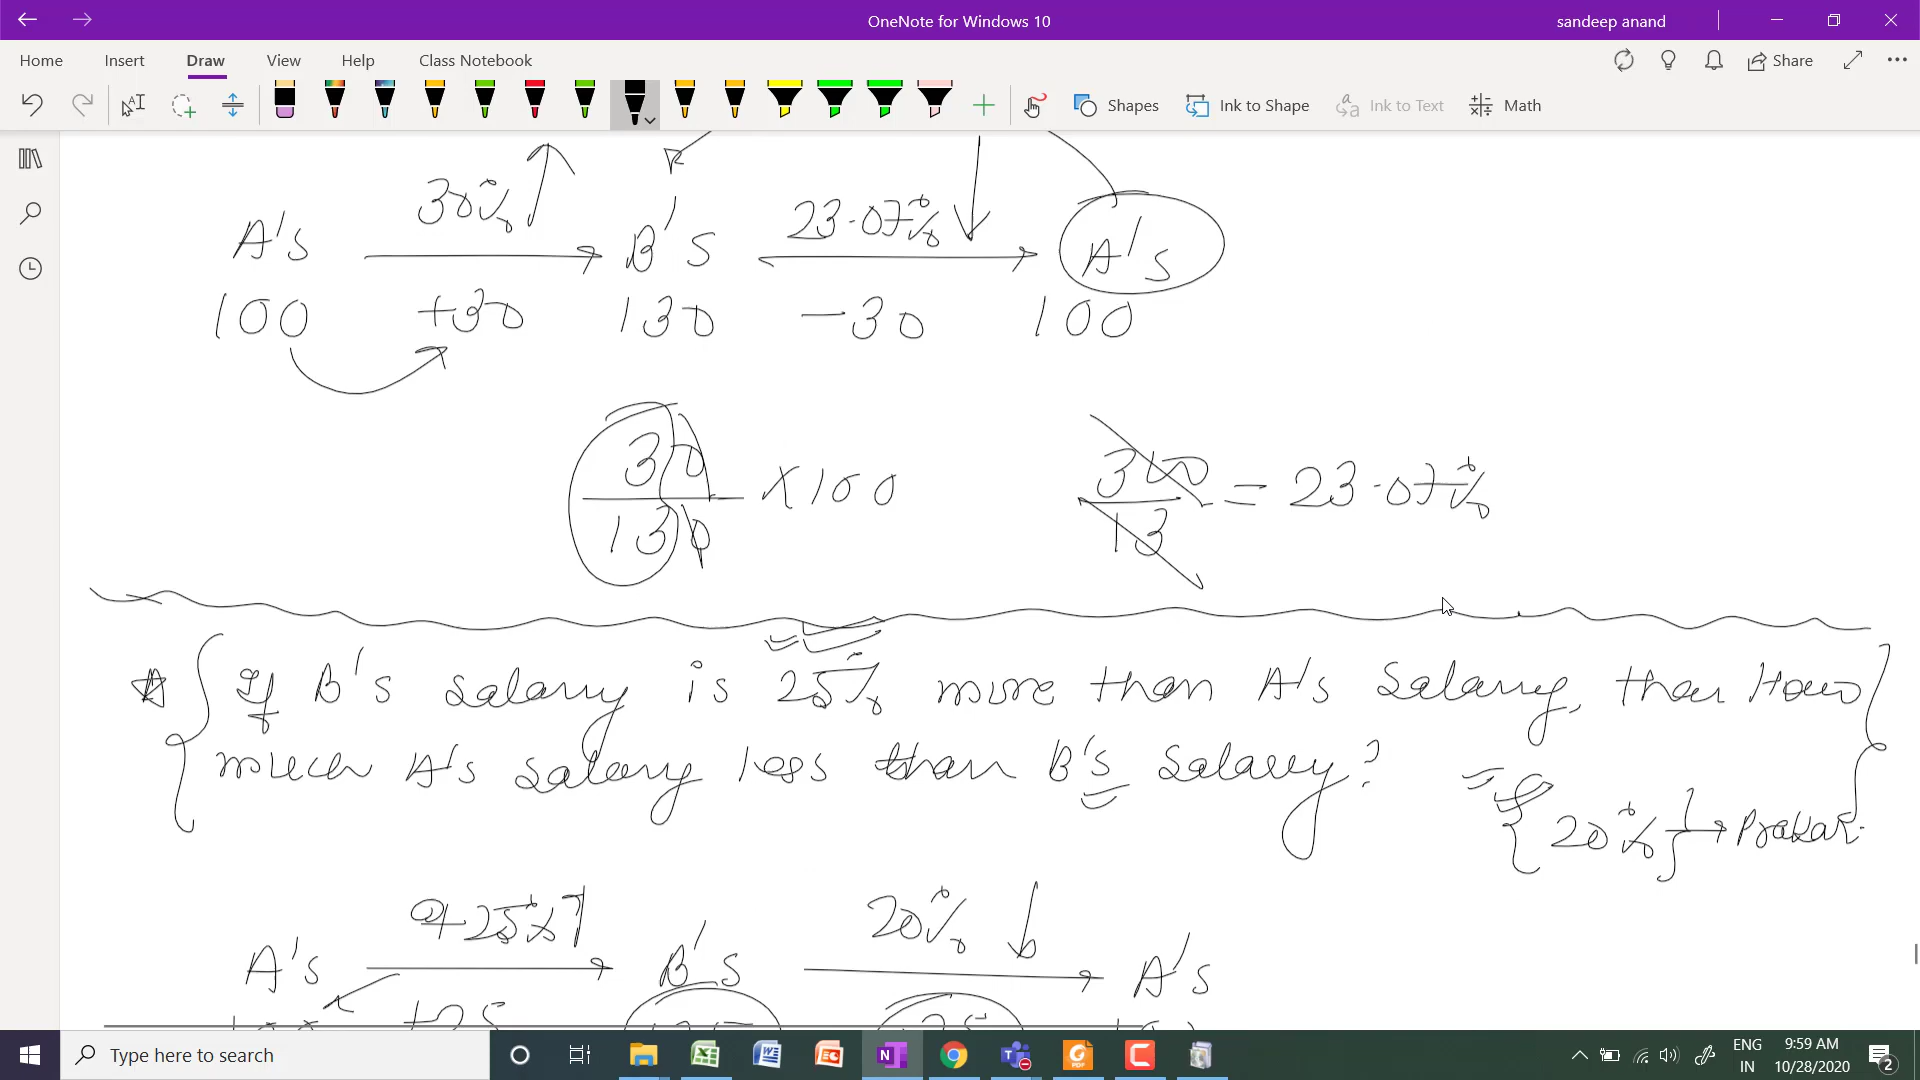 OneNote for Windows 10
sandeep anand
Home Insert Draw View Help Class Notebook
Share
Shapes Ink to Shape Ink to Text Math
30%
23.07%
A's B's A's
100 +30 130 -30 100
30/130 × 100
300/13 = 23.07%
If B's salary is 25% more than A's Salary, than How
much A's salary less than B's Salary?
{20%} → Prakar
+25% 20%
A's B's A's
Type here to search
ENG
IN
9:59 AM
10/28/2020
2